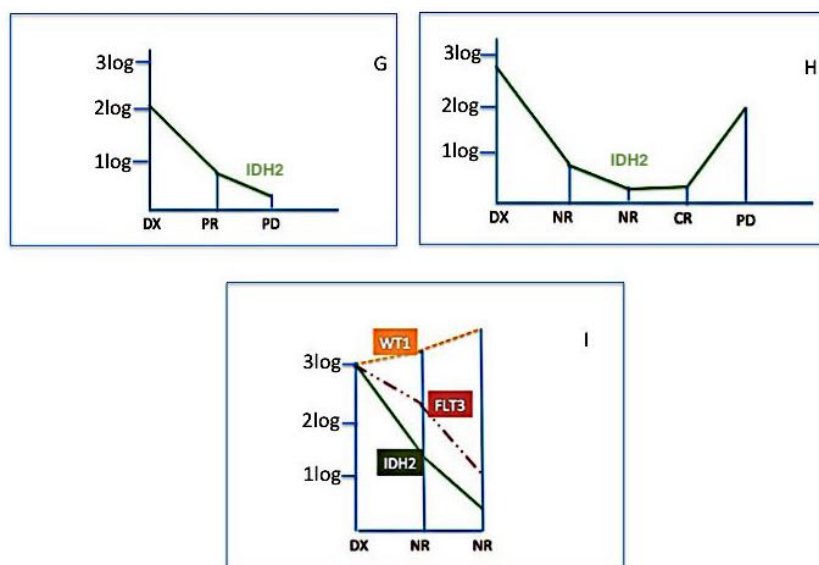 G
3log
2log
1log
IDH2
DX PR PD
H
3log
2log
1log
IDH2
DX NR NR CR PD
I
WT1
3log
FLT3
2log
IDH2
1log
DX NR NR